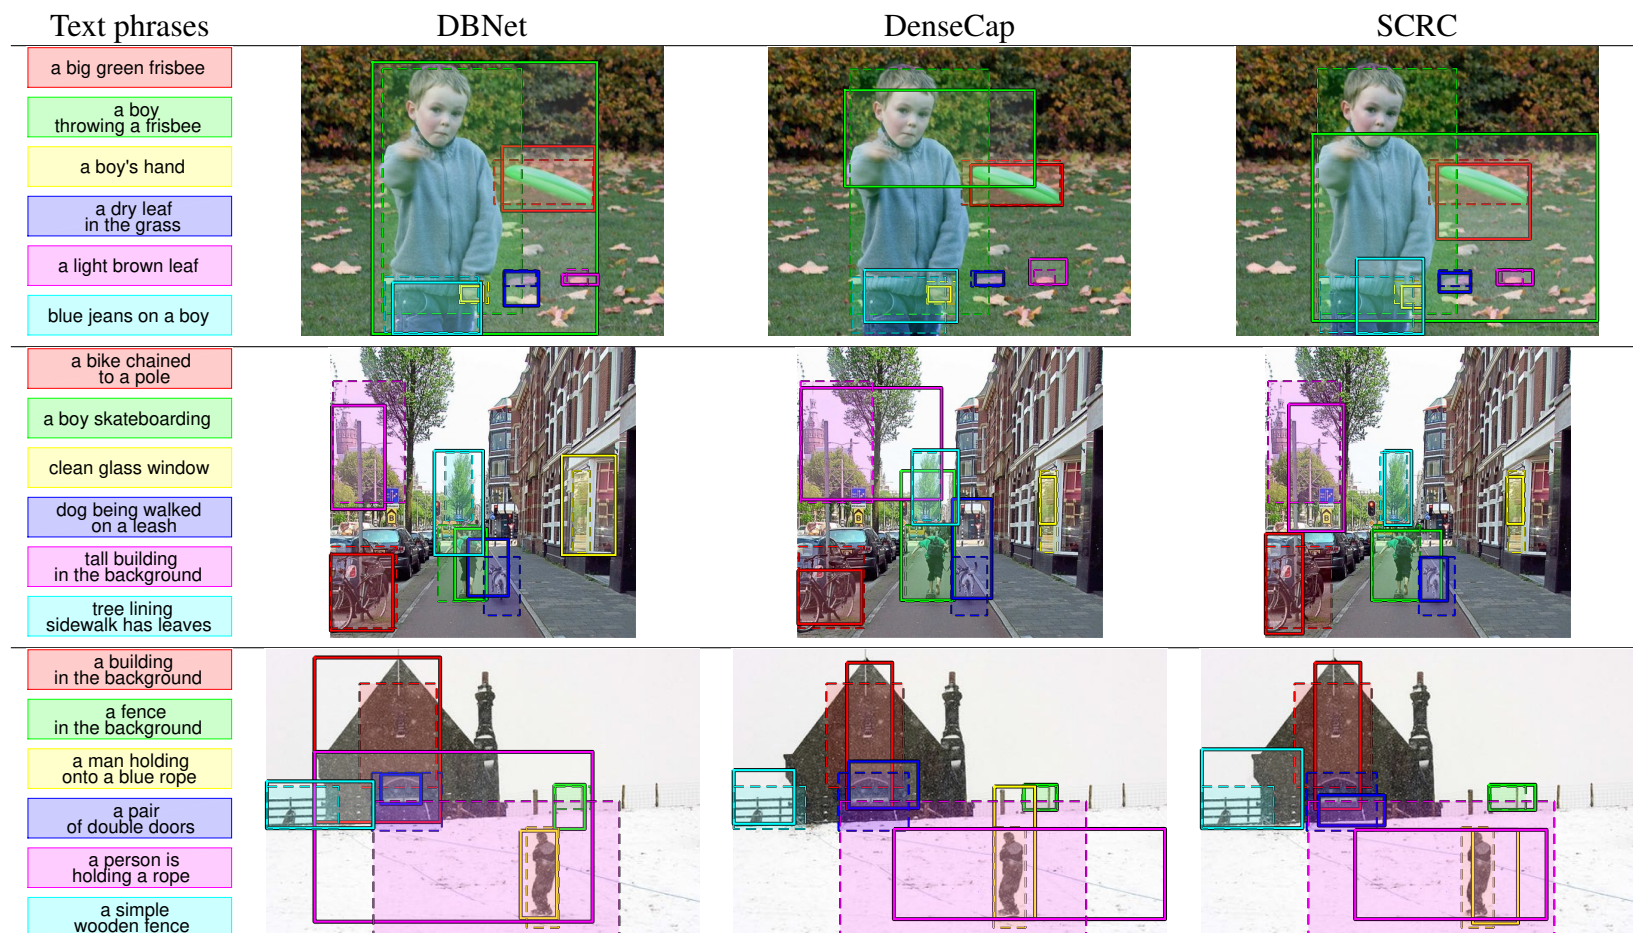 Text phrases
DBNet
DenseCap
SCRC
a big green frisbee
a boy
throwing a frisbee
a boy's hand
a dry leaf
in the grass
a light brown leaf
blue jeans on a boy
a bike chained
to a pole
a boy skateboarding
clean glass window
dog being walked
on a leash
tall building
in the background
tree lining
sidewalk has leaves
a building
in the background
a fence
in the background
a man holding
onto a blue rope
a pair
of double doors
a person is
holding a rope
a simple
wooden fence